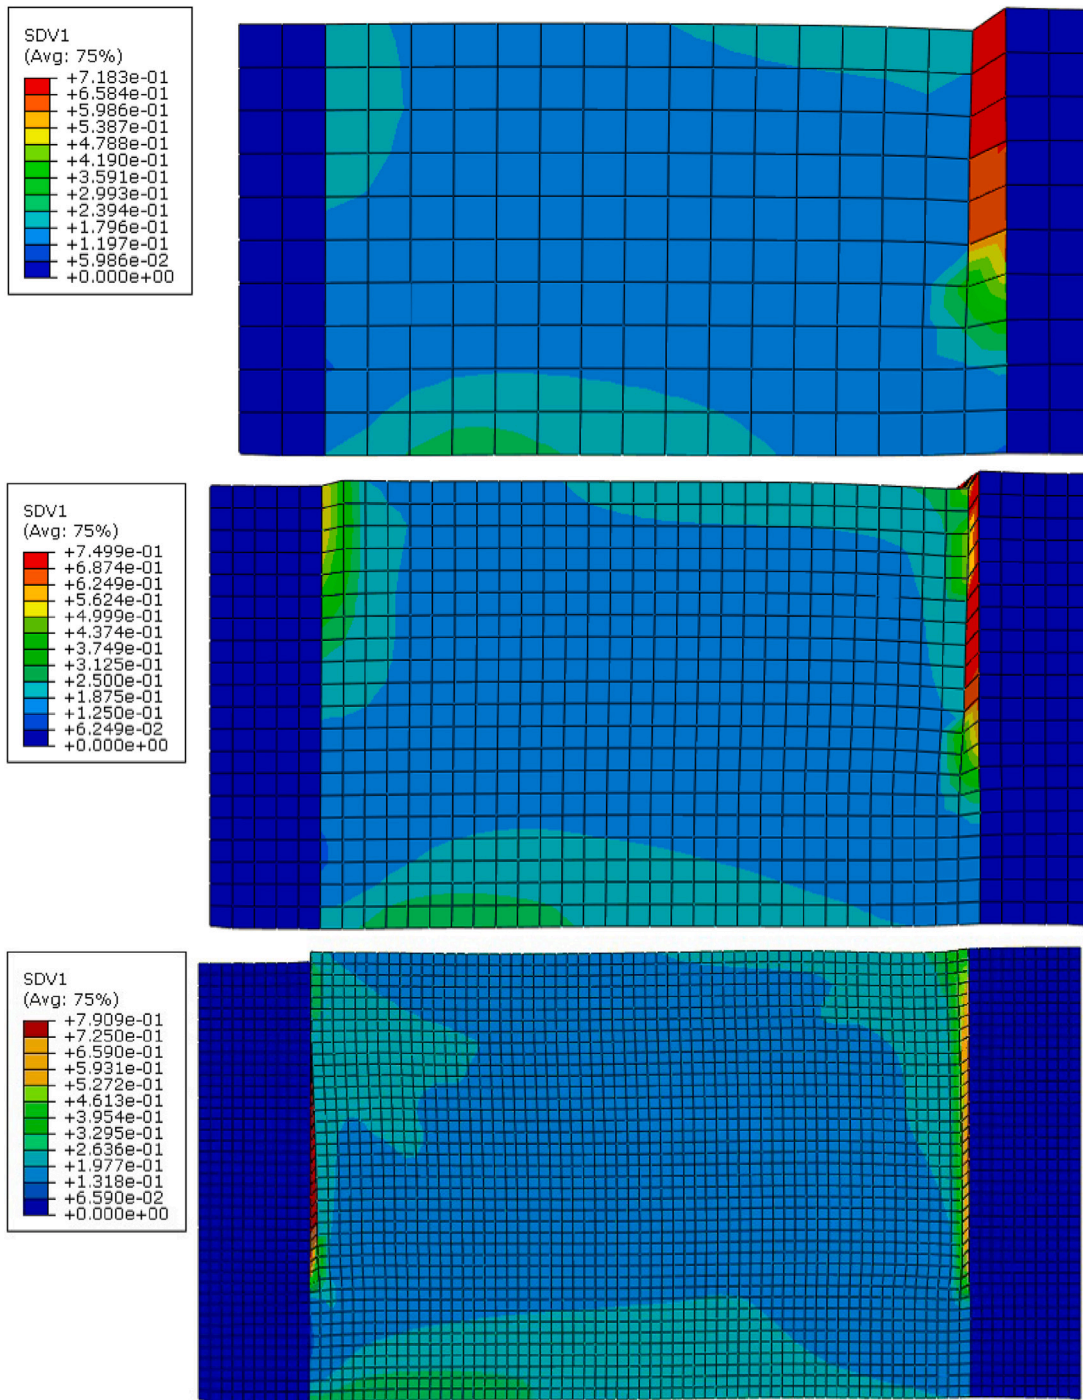 SDV1
(Avg: 75%)
+7.183e-01
+6.584e-01
+5.986e-01
+5.387e-01
+4.788e-01
+4.190e-01
+3.591e-01
+2.993e-01
+2.394e-01
+1.796e-01
+1.197e-01
+5.986e-02
+0.000e+00
SDV1
(Avg: 75%)
+7.499e-01
+6.874e-01
+6.249e-01
+5.624e-01
+4.999e-01
+4.374e-01
+3.749e-01
+3.125e-01
+2.500e-01
+1.875e-01
+1.250e-01
+6.249e-02
+0.000e+00
SDV1
(Avg: 75%)
+7.909e-01
+7.250e-01
+6.590e-01
+5.931e-01
+5.272e-01
+4.613e-01
+3.954e-01
+3.295e-01
+2.636e-01
+1.977e-01
+1.318e-01
+6.590e-02
+0.000e+00